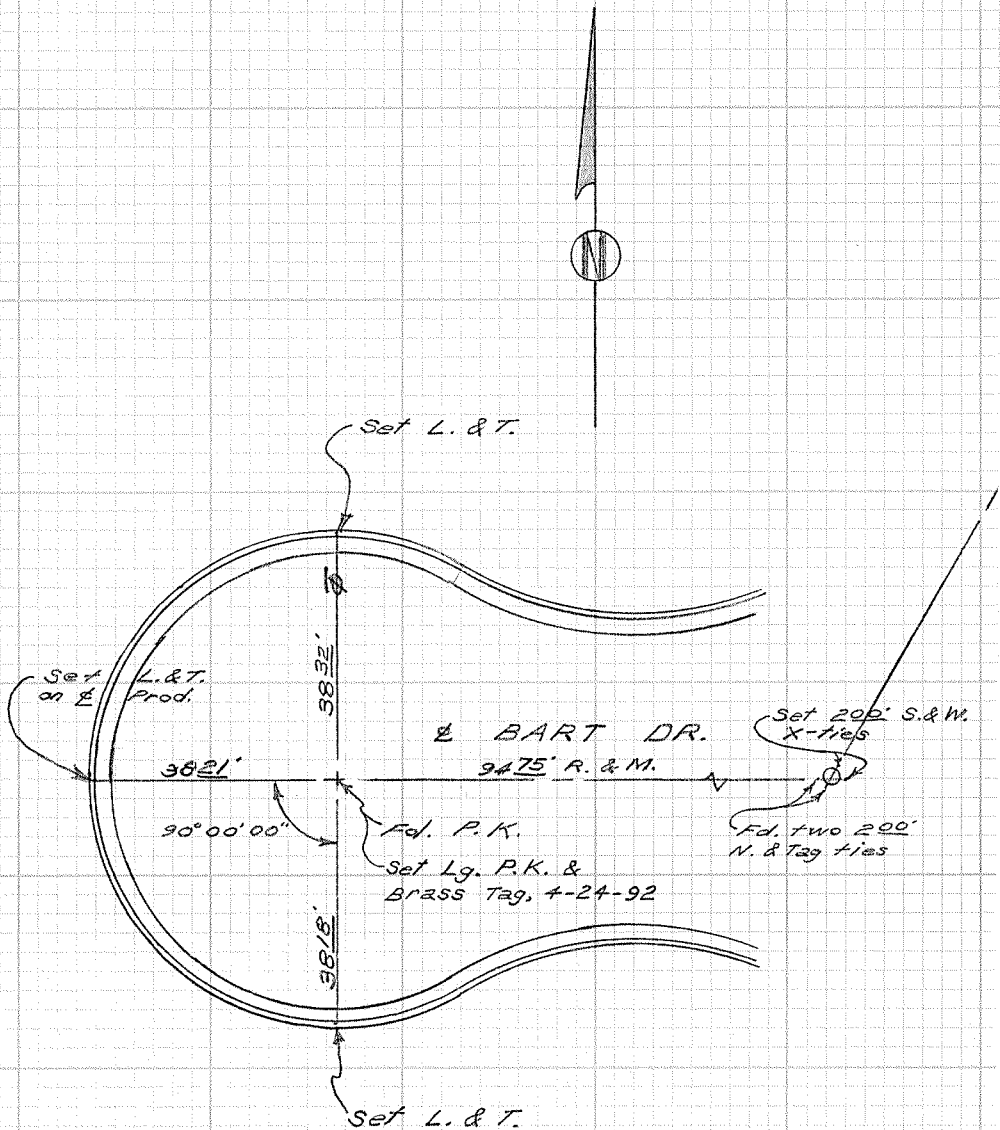 N
Set L. & T.
Set L. & T.
on ℄ Prod.
38 32'
℄ BART DR.
Set 2 00' S. & W.
X-ties
38 21'
94 75' R. & M.
90° 00' 00"
Fd. P. K.
Fd. two 2 00'
N. & Tag ties
Set Lg. P.K. &
Brass Tag, 4-24-92
38 18'
Set L. & T.